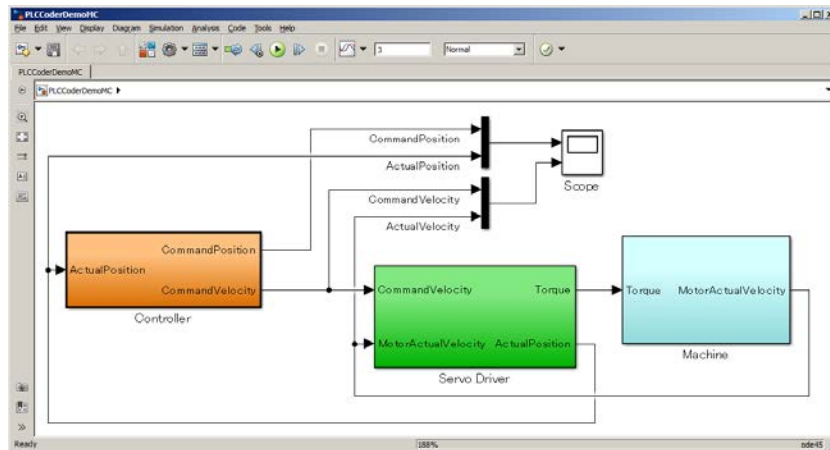 PLCCoderDemoMC
File Edit View Display Diagram Simulation Analysis Code Tools Help
3 Normal
PLCCoderDemoMC
PLCCoderDemoMC
CommandPosition
ActualPosition
Scope
CommandVelocity
ActualVelocity
CommandPosition
ActualPosition
CommandVelocity
Controller
CommandVelocity Torque
MotorActualVelocity ActualPosition
Servo Driver
Torque MotorActualVelocity
Machine
Ready 188% ode45